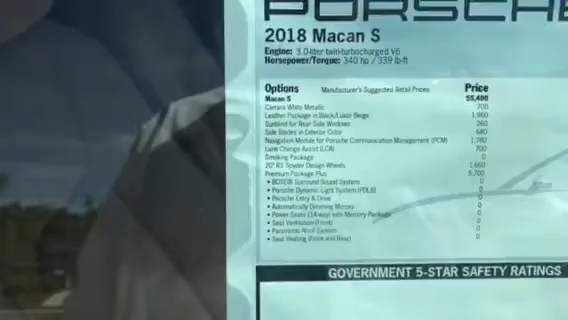 PORSCHE
2018 Macan S
Engine: 3.0-liter twin-turbocharged V6
Horsepower/Torque: 340 hp / 339 lb-ft
Options Manufacturer's Suggested Retail Prices Price
Macan S 55,400
Carrara White Metallic 700
Leather Package in Black/Luxor Beige 1,960
Sunblind for Rear Side Windows 260
Side Blades in Exterior Color 680
Navigation Module for Porsche Communication Management (PCM) 1,780
Lane Change Assist (LCA) 700
Smoking Package 0
20" RS Spyder Design Wheels 1,660
Premium Package Plus 5,700
• BOSE® Surround Sound System 0
• Porsche Dynamic Light System (PDLS) 0
• Porsche Entry & Drive 0
• Automatically Dimming Mirrors 0
• Power Seats (14-way) with Memory Package 0
• Seat Ventilation (Front) 0
• Panoramic Roof System 0
• Seat Heating (Front and Rear) 0
GOVERNMENT 5-STAR SAFETY RATINGS